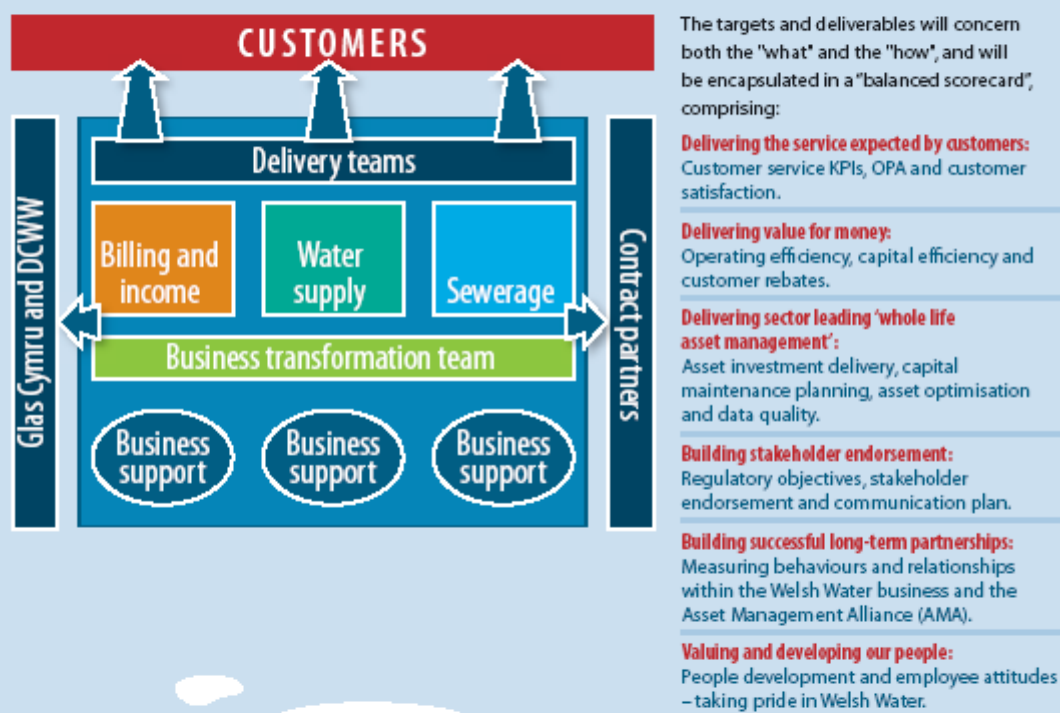 CUSTOMERS
Delivery teams
Glas Cymru and DCWW
Billing and
income
Water
supply
Sewerage
Contract partners
Business transformation team
Business
support
Business
support
Business
support
The targets and deliverables will concern
both the "what" and the "how", and will
be encapsulated in a "balanced scorecard",
comprising:
Delivering the service expected by customers:
Customer service KPIs, OPA and customer
satisfaction.
Delivering value for money:
Operating efficiency, capital efficiency and
customer rebates.
Delivering sector leading ‘whole life
asset management’:
Asset investment delivery, capital
maintenance planning, asset optimisation
and data quality.
Building stakeholder endorsement:
Regulatory objectives, stakeholder
endorsement and communication plan.
Building successful long-term partnerships:
Measuring behaviours and relationships
within the Welsh Water business and the
Asset Management Alliance (AMA).
Valuing and developing our people:
People development and employee attitudes
– taking pride in Welsh Water.